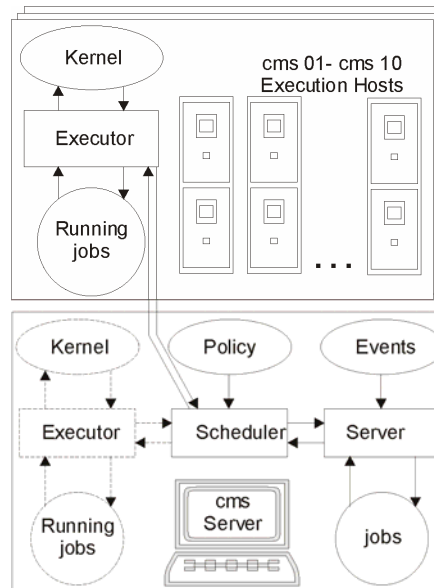 Kernel
cms 01- cms 10
Execution Hosts
Executor
Running
jobs
...
Kernel
Policy
Events
Executor
Scheduler
Server
Running
jobs
cms
Server
jobs